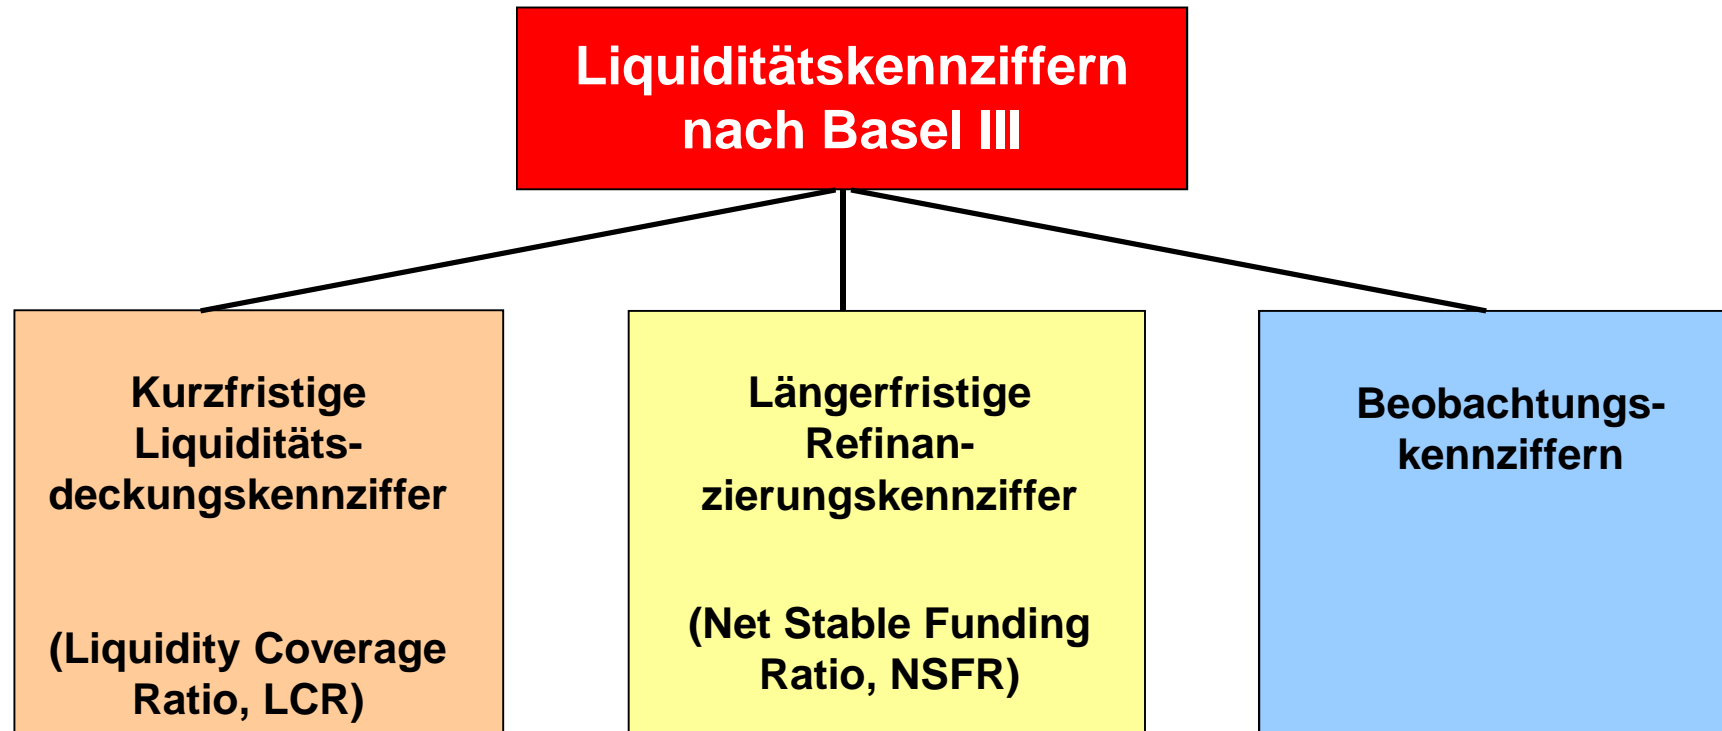 Liquiditätskennziffern
nach Basel III
Kurzfristige
Liquiditäts-
deckungskennziffer
(Liquidity Coverage
Ratio, LCR)
Längerfristige
Refinan-
zierungskennziffer
(Net Stable Funding
Ratio, NSFR)
Beobachtungs-
kennziffern